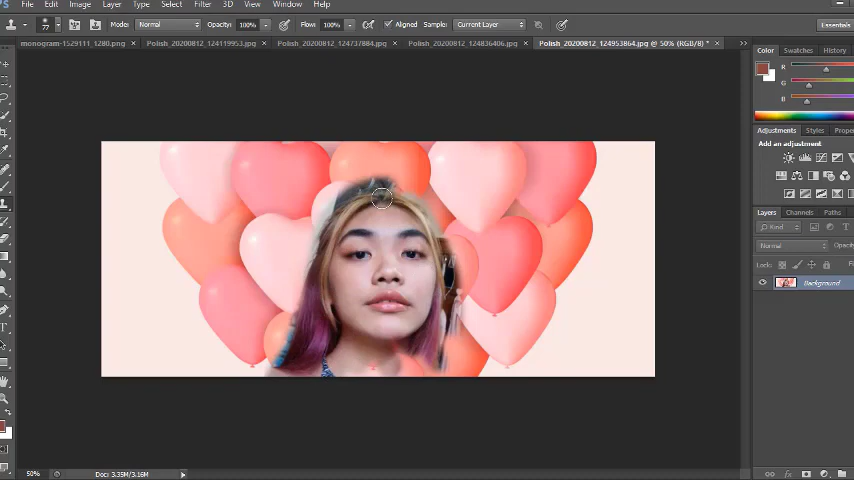 File Edit Image Layer Type Select Filter 3D View Window Help
77 Mode: Normal Opacity: 100% Flow: 100% Aligned Sample: Current Layer Essentials
monogram-1529111_1280.png × Polish_20200812_124119953.jpg × Polish_20200812_124737884.jpg × Polish_20200812_124836406.jpg × Polish_20200812_124953864.jpg @ 50% (RGB/8) * ×
Color Swatches History
R
G
B
Adjustments Styles
Add an adjustment
Layers Channels Paths
Kind
Normal
Lock:
Background
50% Doc: 3.35M/3.16M